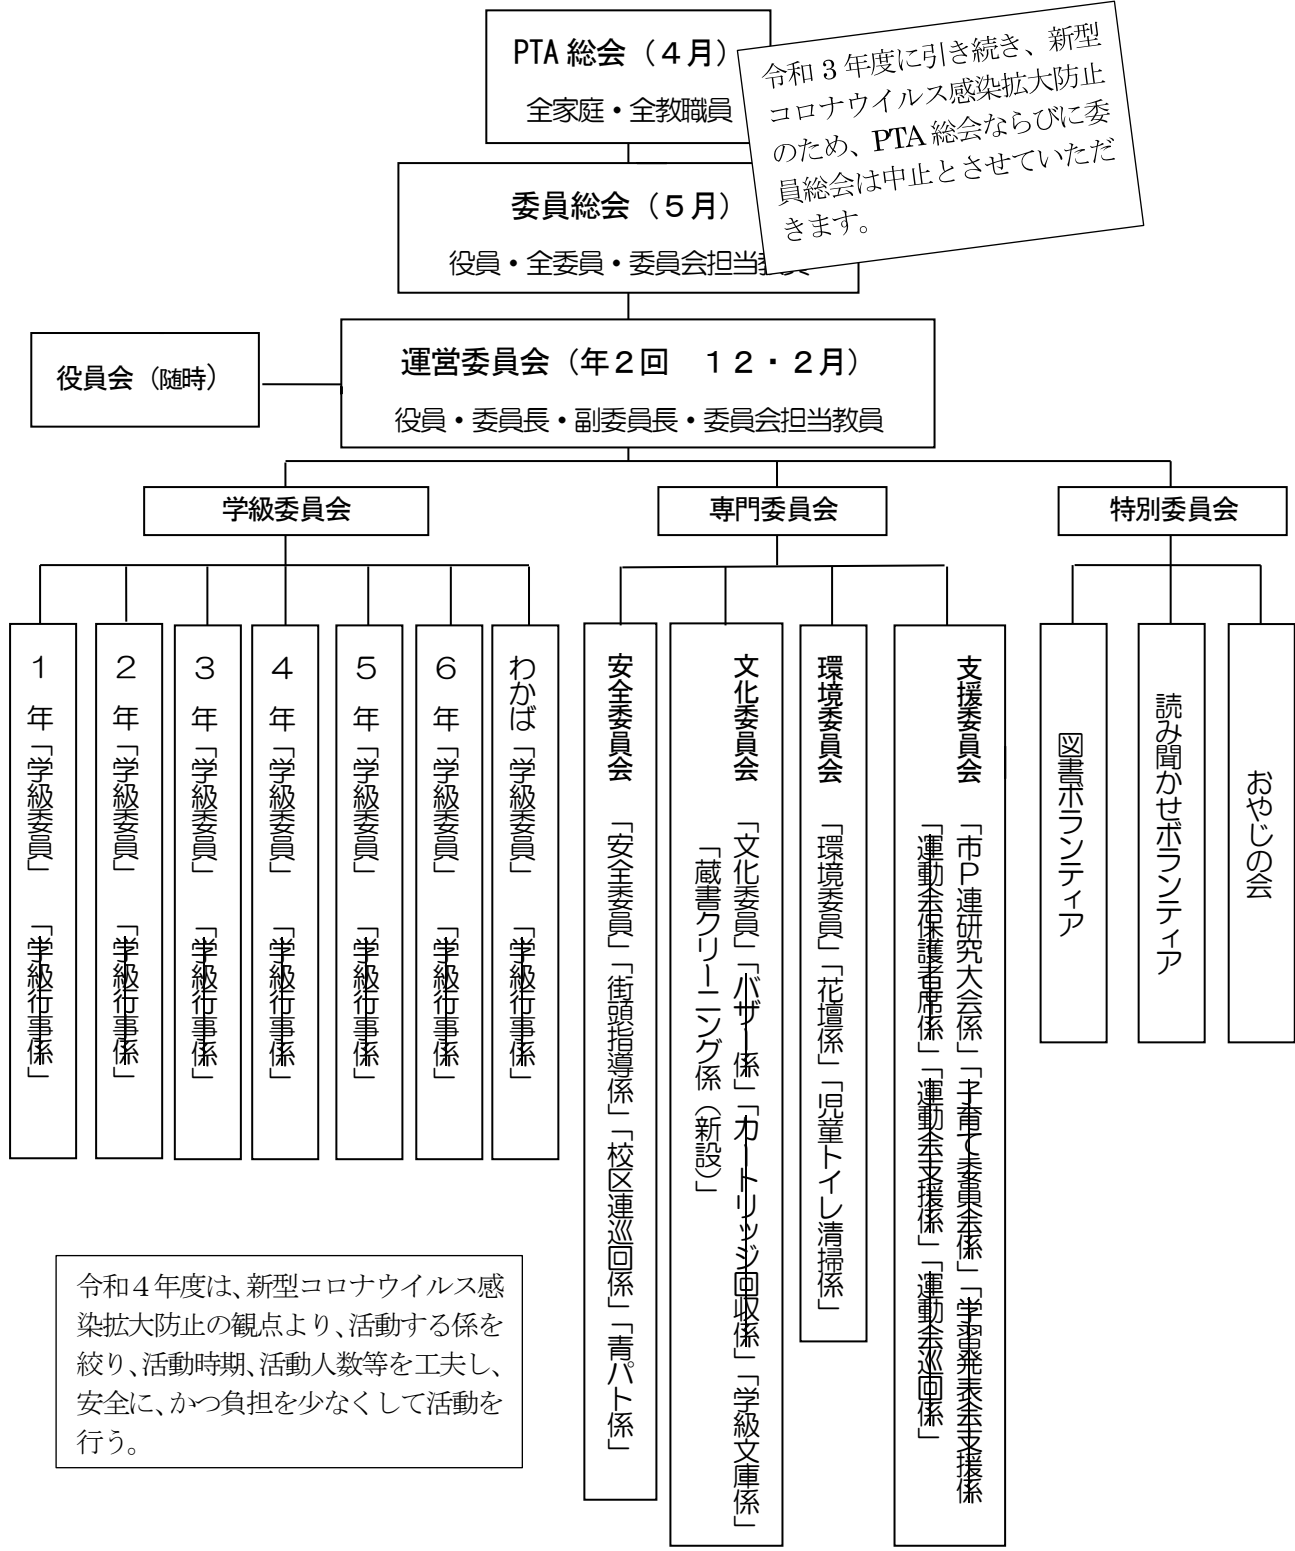 PTA 総会（４月）
全家庭・全教職員
令和 3 年度に引き続き、新型
コロナウイルス感染拡大防止
のため、PTA 総会ならびに委
員総会は中止とさせていただ
きます。
委員総会（５月）
役員・全委員・委員会担当
役員会（随時）
運営委員会（年２回　１２・２月）
役員・委員長・副委員長・委員会担当教員
学級委員会
専門委員会
特別委員会
１年「学級委員」　「学級行事係」
２年「学級委員」　「学級行事係」
３年「学級委員」　「学級行事係」
４年「学級委員」　「学級行事係」
５年「学級委員」　「学級行事係」
６年「学級委員」　「学級行事係」
わかば「学級委員」　「学級行事係」
安全委員会　「安全委員」「街頭指導係」「校区連巡回係」「青パト係」
文化委員会　「文化委員」「バザー係」「カートリッジ回収係」「学級文庫係」
「蔵書クリーニング係（新設）」
環境委員会　「環境委員」「花壇係」「児童トイレ清掃係」
支援委員会　「市Ｐ連研究大会係」「子育て委員会係」「学習発表会支援係
「運動会保護者席係」「運動会支援係」「運動会巡回係」
図書ボランティア
読み聞かせボランティア
おやじの会
令和４年度は、新型コロナウイルス感
染拡大防止の観点より、活動する係を
絞り、活動時期、活動人数等を工夫し、
安全に、かつ負担を少なくして活動を
行う。